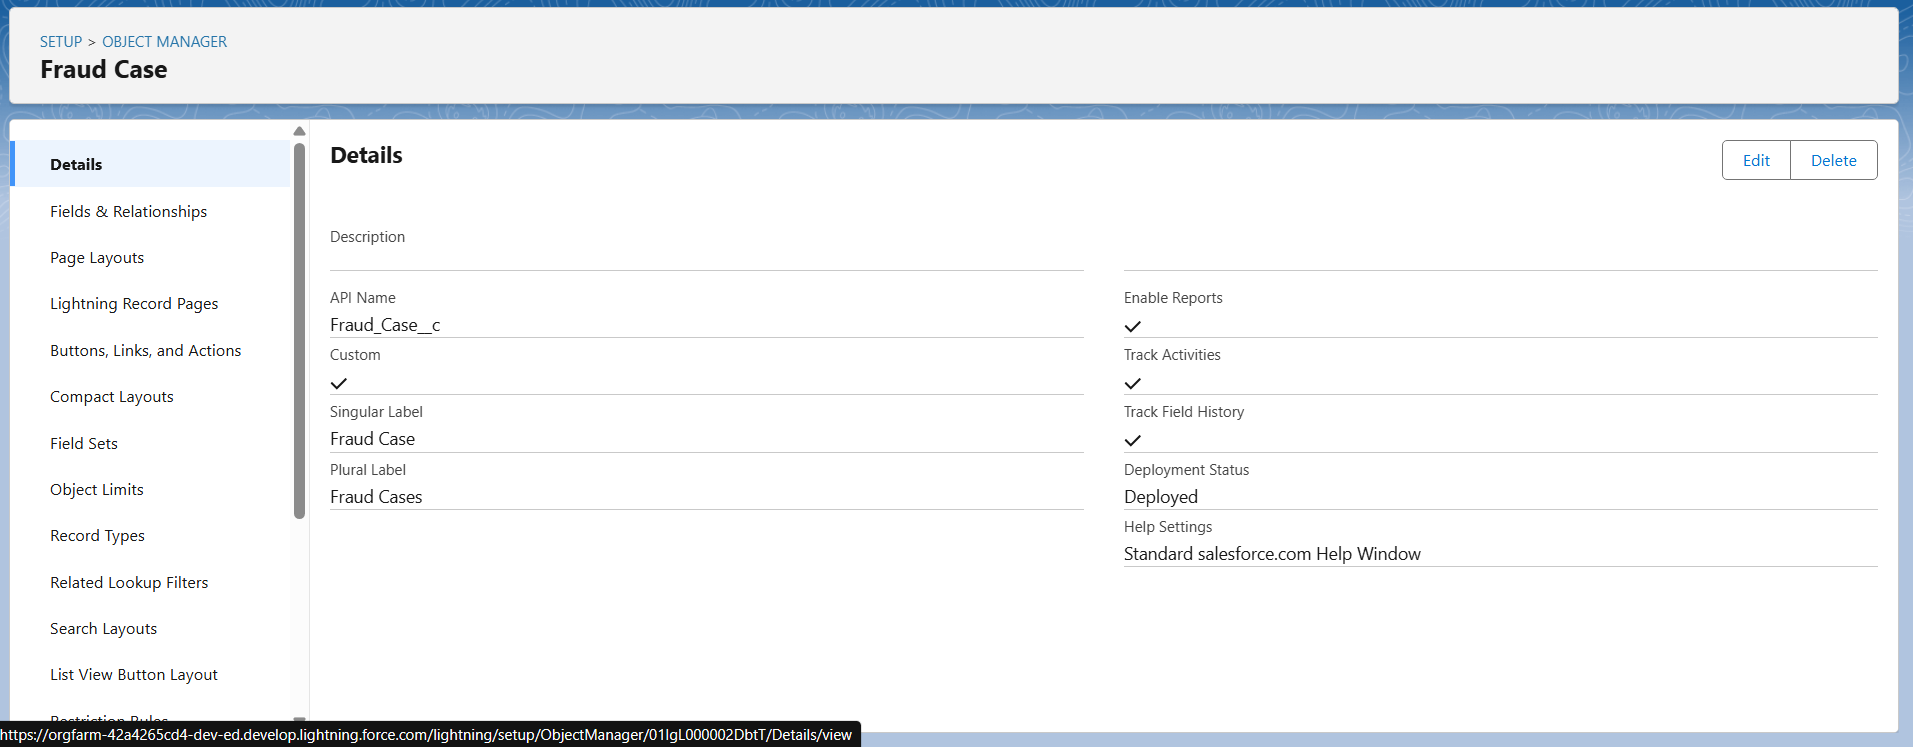 SETUP > OBJECT MANAGER
Fraud Case
Details
Fields & Relationships
Page Layouts
Lightning Record Pages
Buttons, Links, and Actions
Compact Layouts
Field Sets
Object Limits
Record Types
Related Lookup Filters
Search Layouts
List View Button Layout
Restriction Rules
Details
Edit
Delete
Description
API Name
Fraud_Case__c
Custom
Singular Label
Fraud Case
Plural Label
Fraud Cases
Enable Reports
Track Activities
Track Field History
Deployment Status
Deployed
Help Settings
Standard salesforce.com Help Window
https://orgfarm-42a4265cd4-dev-ed.develop.lightning.force.com/lightning/setup/ObjectManager/01IgL000002DbtT/Details/view